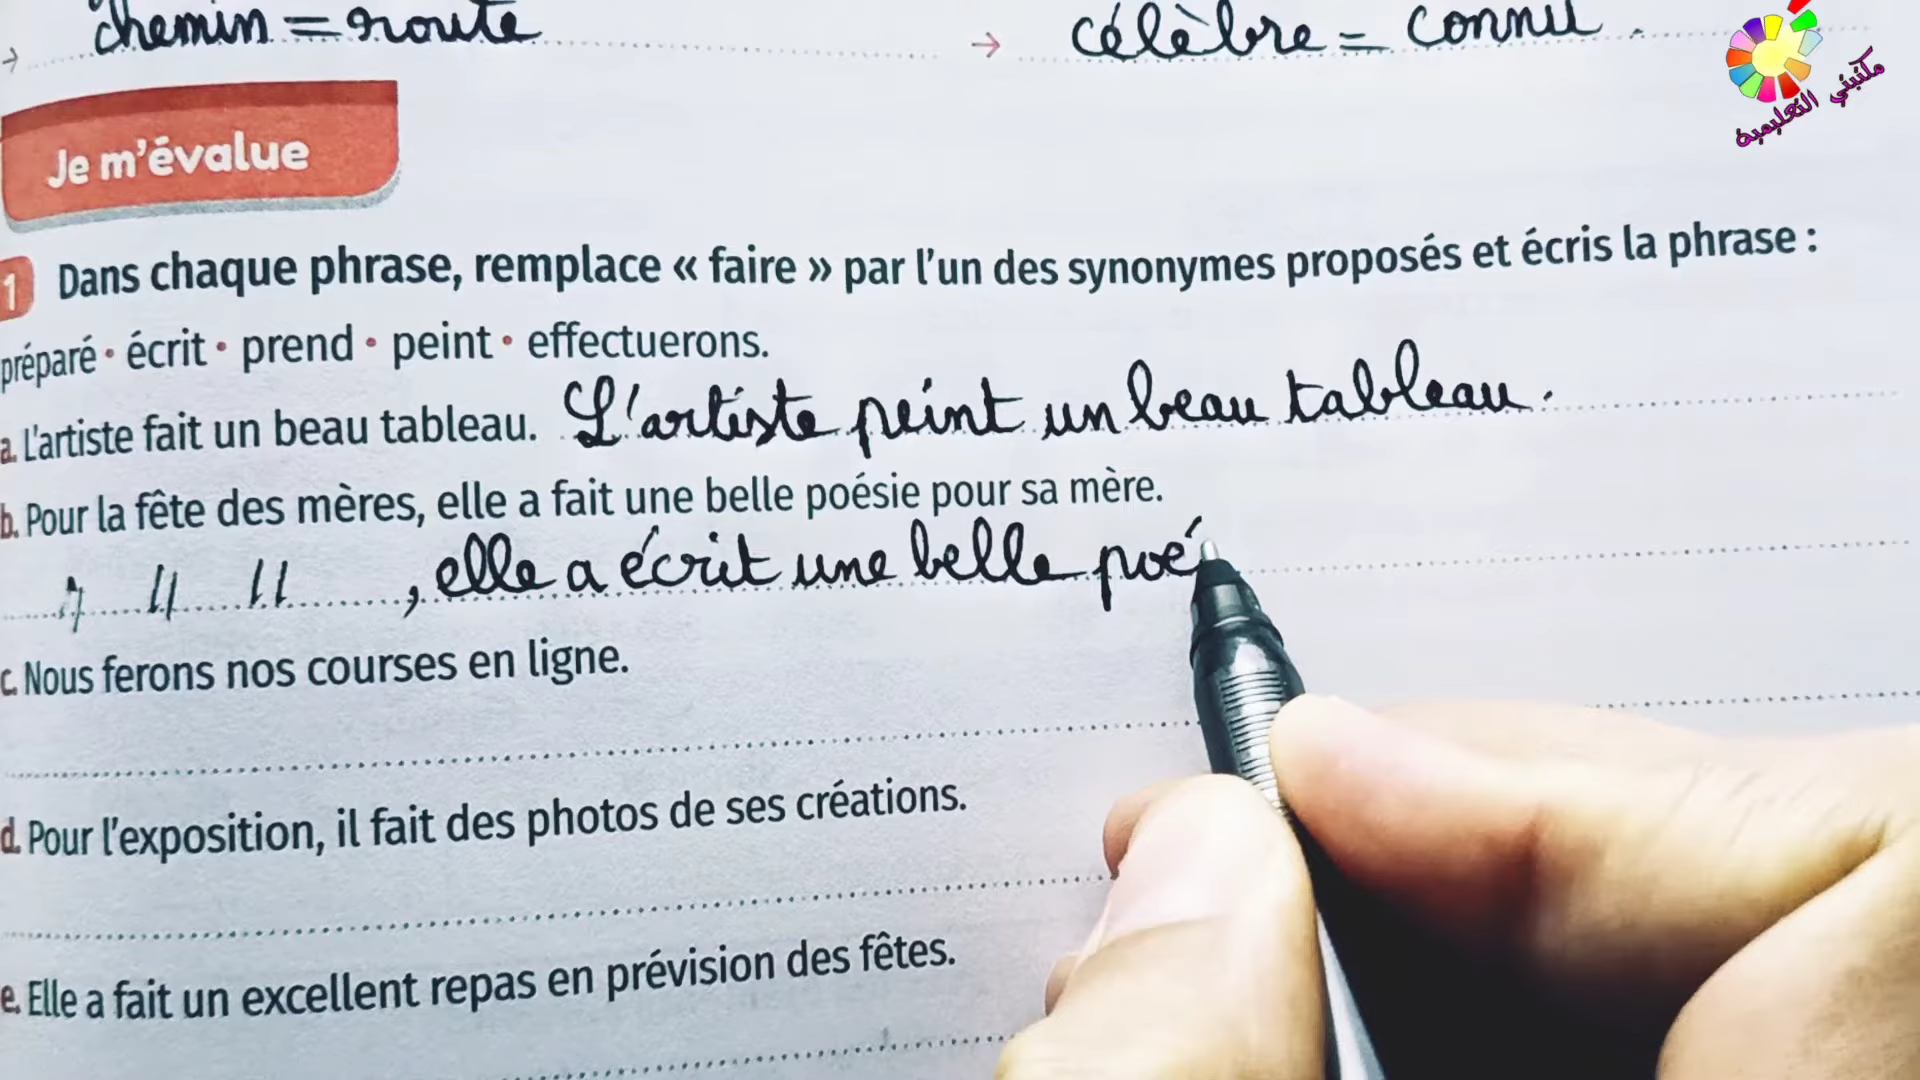 → chemin = route → célèbre = connu.
مكتبتي التعليمية
Je m'évalue
1 Dans chaque phrase, remplace « faire » par l'un des synonymes proposés et écris la phrase :
préparé • écrit • prend • peint • effectuerons.
a. L'artiste fait un beau tableau. L'artiste peint un beau tableau.
b. Pour la fête des mères, elle a fait une belle poésie pour sa mère.
" " " , elle a écrit une belle poé
c. Nous ferons nos courses en ligne.
d. Pour l'exposition, il fait des photos de ses créations.
e. Elle a fait un excellent repas en prévision des fêtes.